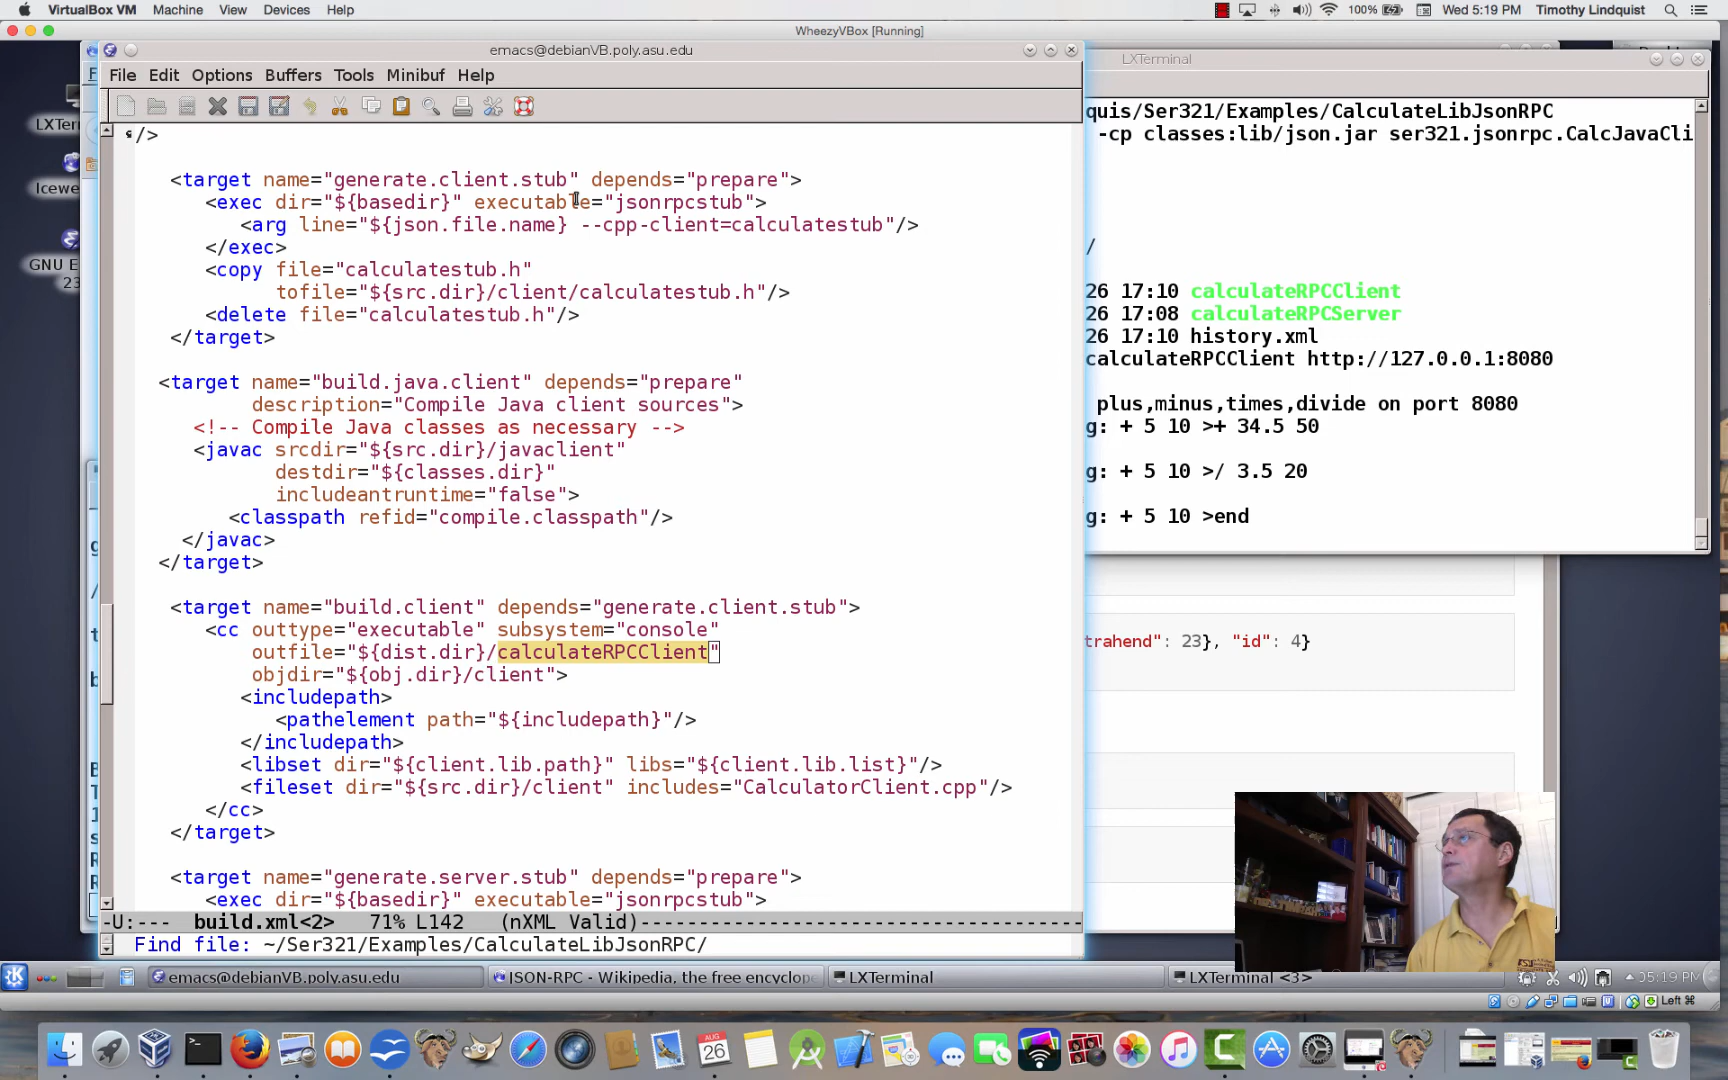 VirtualBox VM Machine View Devices Help
100% Wed 5:19 PM Timothy Lindquist
WheezyVBox [Running]
emacs@debianVB.poly.asu.edu
LXTerminal
File Edit Options Buffers Tools Minibuf Help
/>
<target name="generate.client.stub" depends="prepare">
<exec dir="${basedir}" executable="jsonrpcstub">
<arg line="${json.file.name} --cpp-client=calculatestub"/>
</exec>
<copy file="calculatestub.h"
tofile="${src.dir}/client/calculatestub.h"/>
<delete file="calculatestub.h"/>
</target>
<target name="build.java.client" depends="prepare"
description="Compile Java client sources">
<!-- Compile Java classes as necessary -->
<javac srcdir="${src.dir}/javaclient"
destdir="${classes.dir}"
includeantruntime="false">
<classpath refid="compile.classpath"/>
</javac>
</target>
<target name="build.client" depends="generate.client.stub">
<cc outtype="executable" subsystem="console"
outfile="${dist.dir}/calculateRPCClient"
objdir="${obj.dir}/client">
<includepath>
<pathelement path="${includepath}"/>
</includepath>
<libset dir="${client.lib.path}" libs="${client.lib.list}"/>
<fileset dir="${src.dir}/client" includes="CalculatorClient.cpp"/>
</cc>
</target>
<target name="generate.server.stub" depends="prepare">
<exec dir="${basedir}" executable="jsonrpcstub">
-U:--- build.xml<2> 71% L142 (nXML Valid)
Find file: ~/Ser321/Examples/CalculateLibJsonRPC/
quis/Ser321/Examples/CalculateLibJsonRPC
-cp classes:lib/json.jar ser321.jsonrpc.CalcJavaCli
/
26 17:10 calculateRPCClient
26 17:08 calculateRPCServer
26 17:10 history.xml
calculateRPCClient http://127.0.0.1:8080
plus,minus,times,divide on port 8080
g: + 5 10 >+ 34.5 50
g: + 5 10 >/ 3.5 20
g: + 5 10 >end
trahend": 23}, "id": 4}
LXTer
Icewe
GNU E
23
emacs@debianVB.poly.asu.edu
JSON-RPC - Wikipedia, the free encyclop
LXTerminal
LXTerminal <3>
05:19 PM
Left ⌘
AUG
26